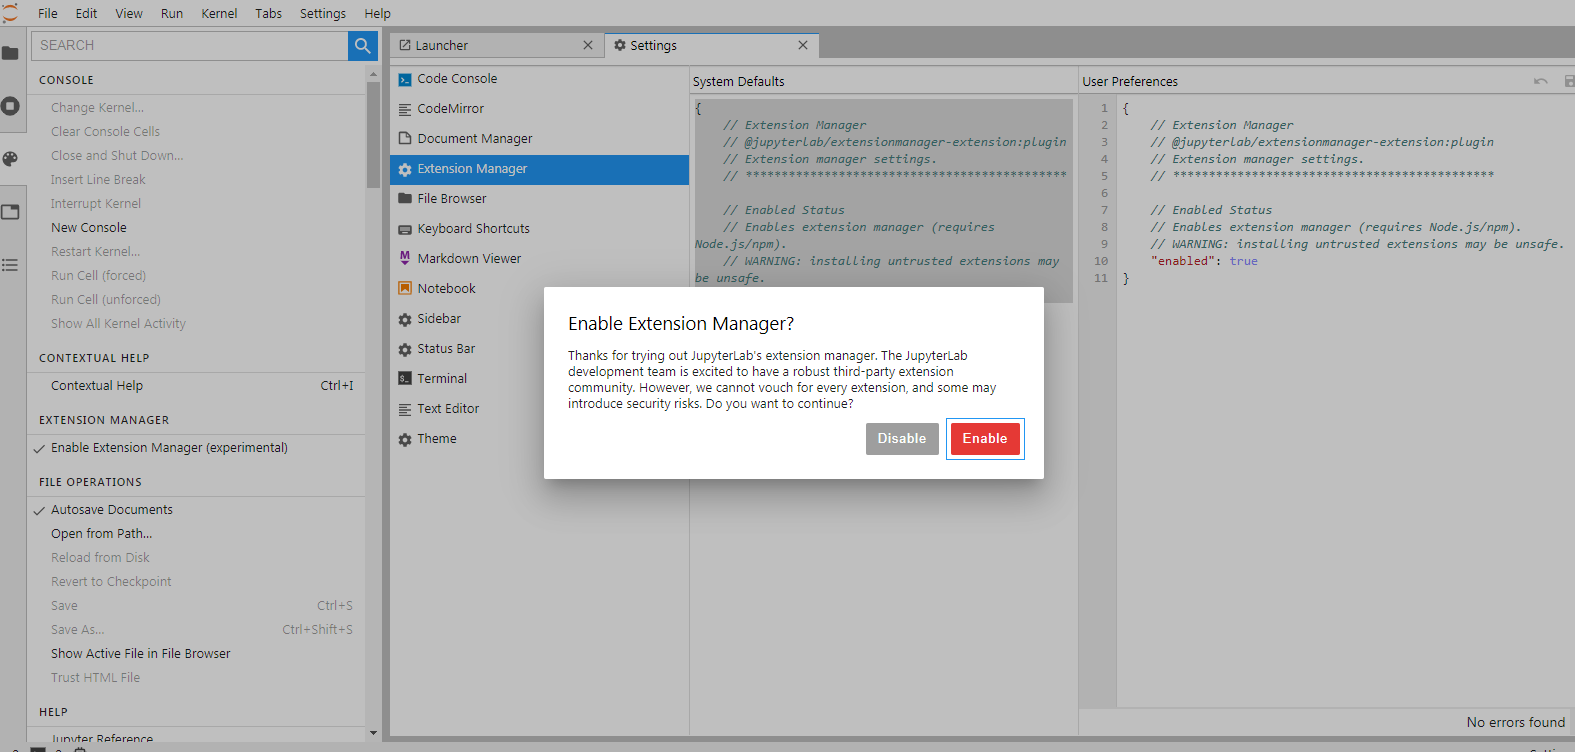 File Edit View Run Kernel Tabs Settings Help
SEARCH
CONSOLE
Change Kernel...
Clear Console Cells
Close and Shut Down...
Insert Line Break
Interrupt Kernel
New Console
Restart Kernel...
Run Cell (forced)
Run Cell (unforced)
Show All Kernel Activity
CONTEXTUAL HELP
Contextual Help Ctrl+I
EXTENSION MANAGER
Enable Extension Manager (experimental)
FILE OPERATIONS
Autosave Documents
Open from Path...
Reload from Disk
Revert to Checkpoint
Save Ctrl+S
Save As... Ctrl+Shift+S
Show Active File in File Browser
Trust HTML File
HELP
Jupyter Reference
Launcher
Settings
Code Console
CodeMirror
Document Manager
Extension Manager
File Browser
Keyboard Shortcuts
Markdown Viewer
Notebook
Sidebar
Status Bar
Terminal
Text Editor
Theme
System Defaults
{
// Extension Manager
// @jupyterlab/extensionmanager-extension:plugin
// Extension manager settings.
// *********************************************
// Enabled Status
// Enables extension manager (requires
Node.js/npm).
// WARNING: installing untrusted extensions may
be unsafe.
User Preferences
1 {
2 // Extension Manager
3 // @jupyterlab/extensionmanager-extension:plugin
4 // Extension manager settings.
5 // *********************************************
6
7 // Enabled Status
8 // Enables extension manager (requires Node.js/npm).
9 // WARNING: installing untrusted extensions may be unsafe.
10 "enabled": true
11 }
No errors found
Enable Extension Manager?
Thanks for trying out JupyterLab's extension manager. The JupyterLab
development team is excited to have a robust third-party extension
community. However, we cannot vouch for every extension, and some may
introduce security risks. Do you want to continue?
Disable Enable